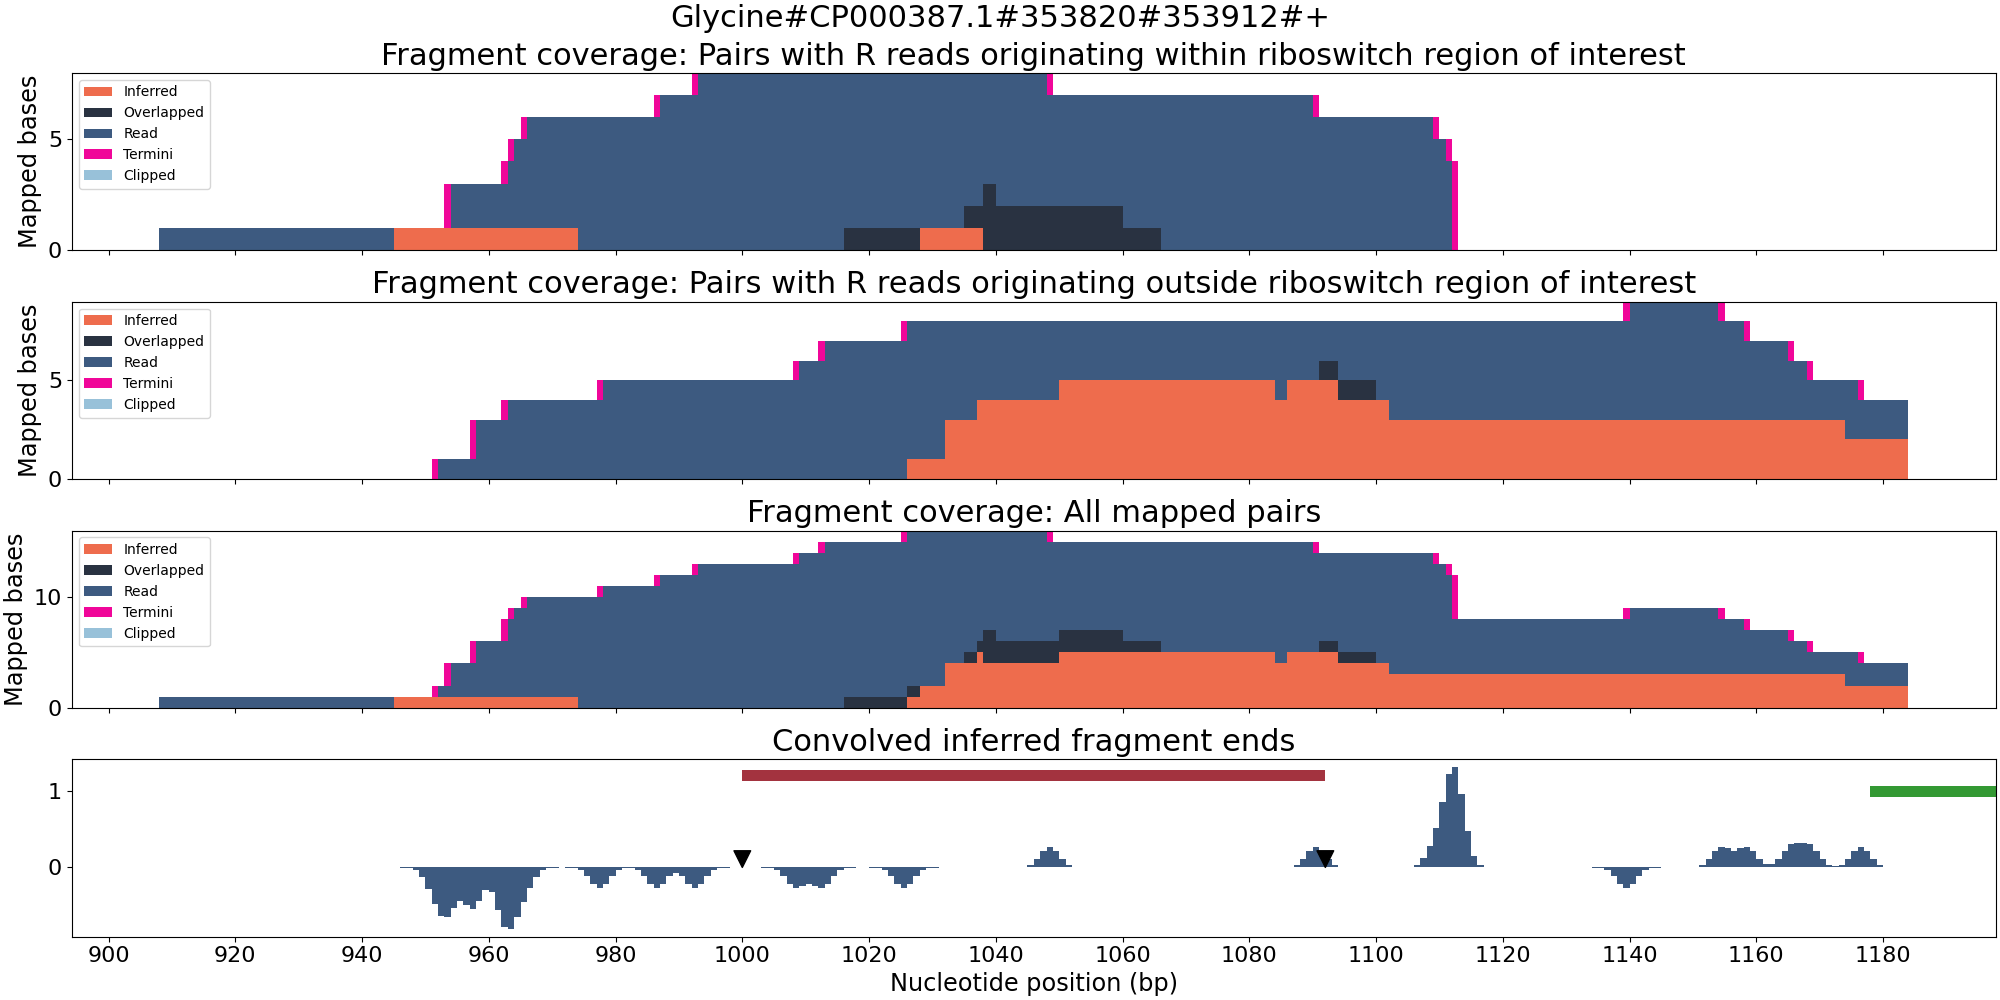 Glycine#CP000387.1#353820#353912#+
Fragment coverage: Pairs with R reads originating within riboswitch region of interest
Mapped bases
5
0
Inferred
Overlapped
Read
Termini
Clipped
Fragment coverage: Pairs with R reads originating outside riboswitch region of interest
Mapped bases
5
0
Inferred
Overlapped
Read
Termini
Clipped
Fragment coverage: All mapped pairs
Mapped bases
10
0
Inferred
Overlapped
Read
Termini
Clipped
Convolved inferred fragment ends
1
0
900 920 940 960 980 1000 1020 1040 1060 1080 1100 1120 1140 1160 1180
Nucleotide position (bp)